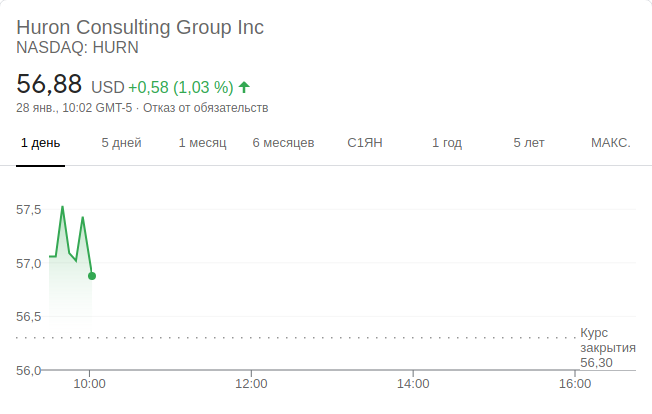 Huron Consulting Group Inc
NASDAQ: HURN
56,88 USD +0,58 (1,03 %)
28 янв., 10:02 GMT-5 · Отказ от обязательств
1 день 5 дней 1 месяц 6 месяцев С1ЯН 1 год 5 лет МАКС.
57,5
57,0
56,5
Курс
закрытия
56,30
56,0
10:00 12:00 14:00 16:00